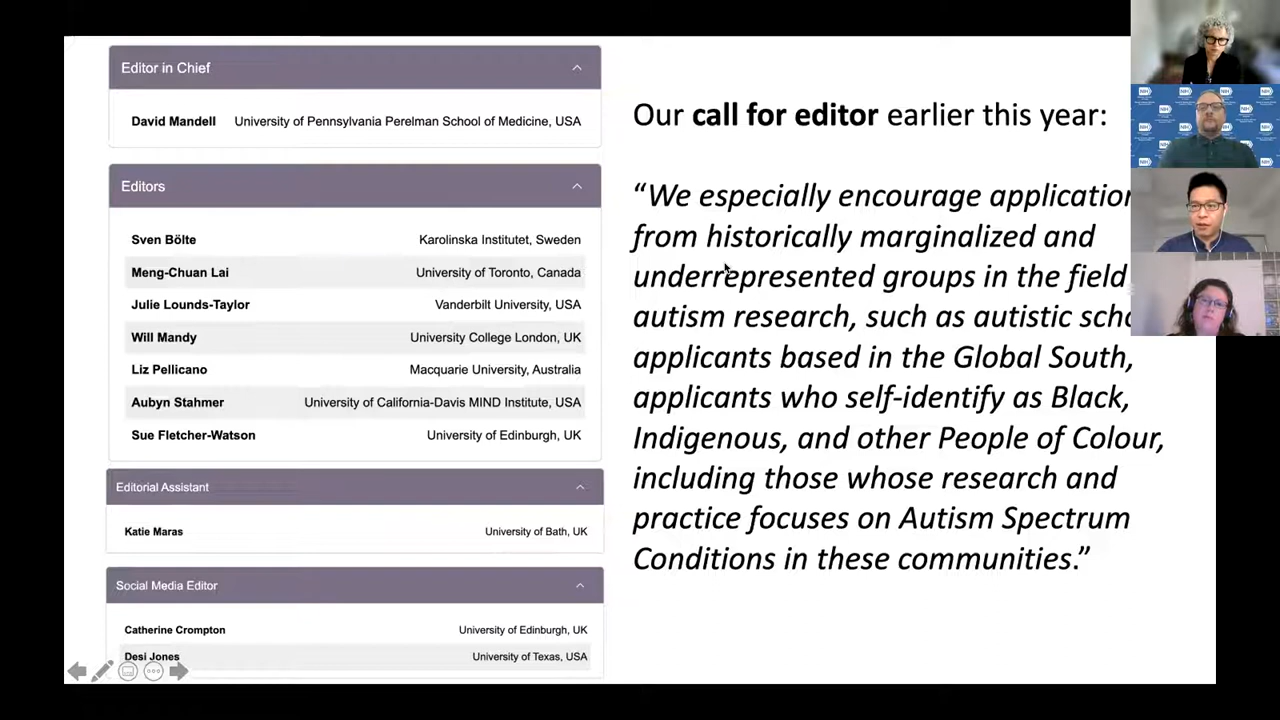 Editor in Chief
David Mandell University of Pennsylvania Perelman School of Medicine, USA
Editors
Sven Bölte Karolinska Institutet, Sweden
Meng-Chuan Lai University of Toronto, Canada
Julie Lounds-Taylor Vanderbilt University, USA
Will Mandy University College London, UK
Liz Pellicano Macquarie University, Australia
Aubyn Stahmer University of California-Davis MIND Institute, USA
Sue Fletcher-Watson University of Edinburgh, UK
Editorial Assistant
Katie Maras University of Bath, UK
Social Media Editor
Catherine Crompton University of Edinburgh, UK
Desi Jones University of Texas, USA
Our call for editor earlier this year:
“We especially encourage
from historically marginalized and
underrepresented groups in the field
autism research, such as autistic
applicants based in the Global South,
applicants who self-identify as Black,
Indigenous, and other People of Colour,
including those whose research and
practice focuses on Autism Spectrum
Conditions in these communities.”
NIH